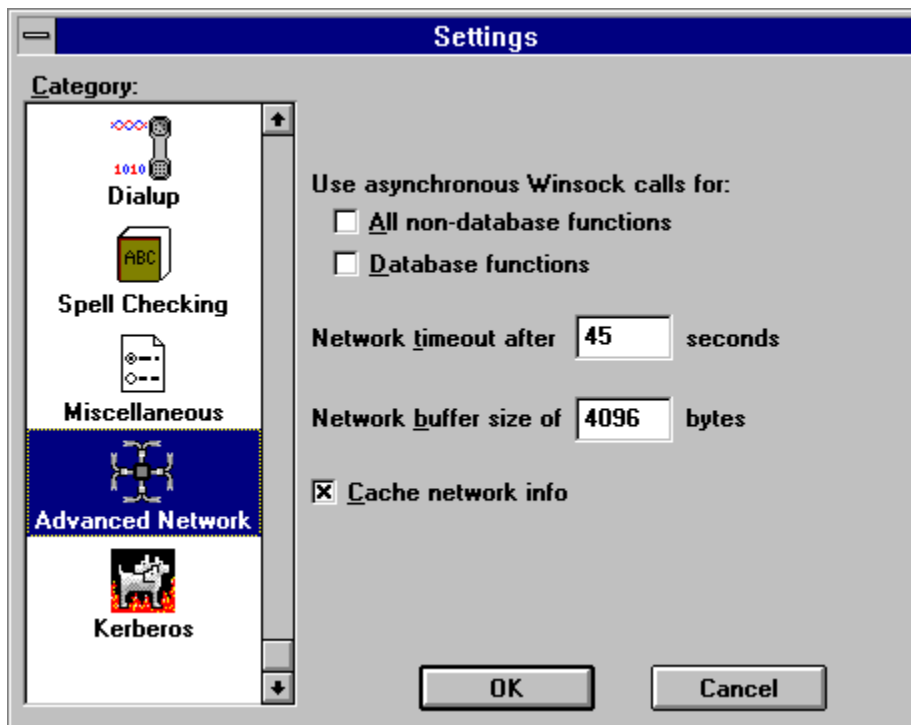 Settings
Category:
1010
Dialup
ABC
Spell Checking
Miscellaneous
Advanced Network
Kerberos
Use asynchronous Winsock calls for:
All non-database functions
Database functions
Network timeout after 45 seconds
Network buffer size of 4096 bytes
Cache network info
OK Cancel